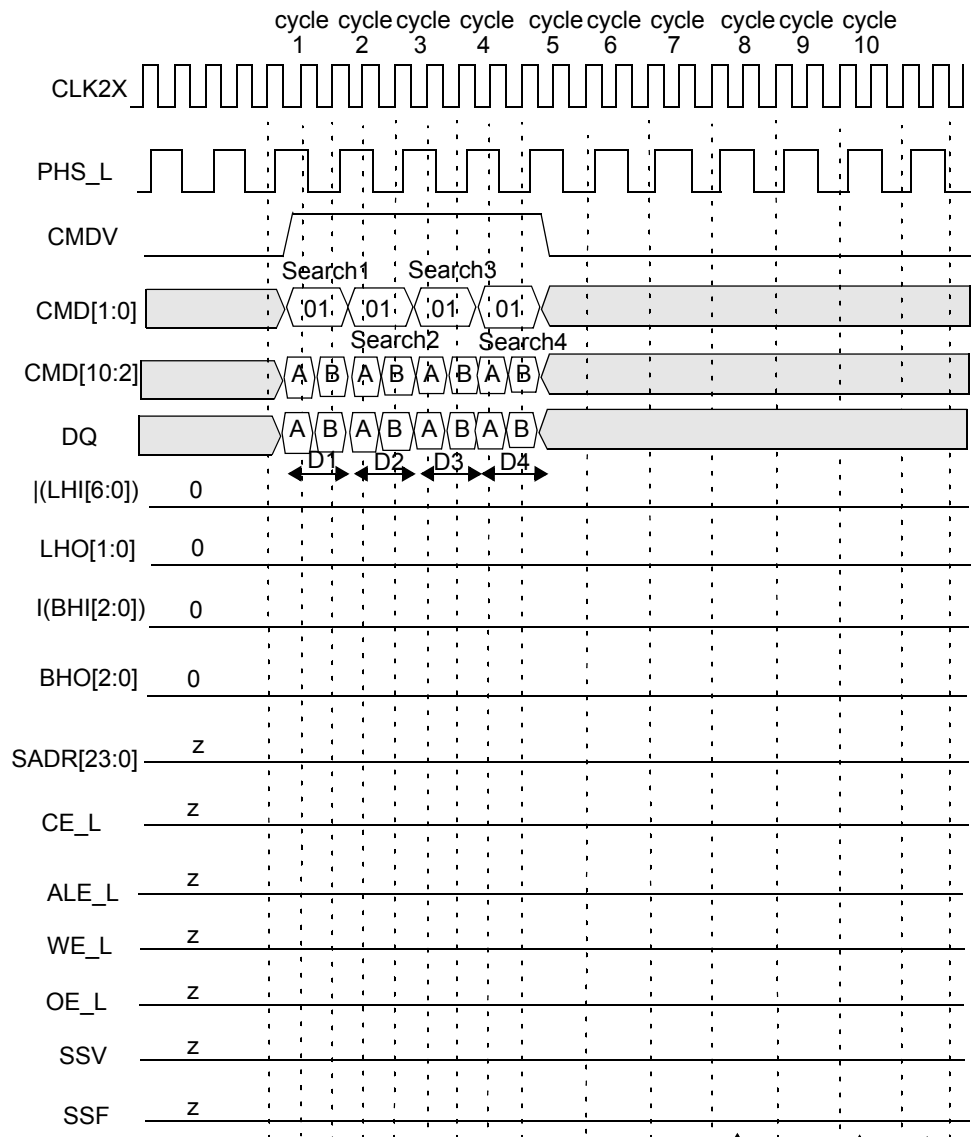 cycle cycle cycle cycle cycle cycle cycle cycle cycle cycle
1 2 3 4 5 6 7 8 9 10
CLK2X
PHS_L
CMDV
Search1 Search3
CMD[1:0] 01 01 01 01
Search2 Search4
CMD[10:2] A B A B A B A B
DQ A B A B A B A B
D1 D2 D3 D4
|(LHI[6:0]) 0
LHO[1:0] 0
I(BHI[2:0]) 0
BHO[2:0] 0
SADR[23:0] z
CE_L z
ALE_L z
WE_L z
OE_L z
SSV z
SSF z